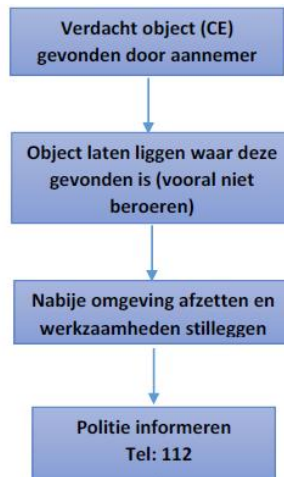 Verdacht object (CE)
gevonden door aannemer
Object laten liggen waar deze
gevonden is (vooral niet
beroeren)
Nabije omgeving afzetten en
werkzaamheden stilleggen
Politie informeren
Tel: 112